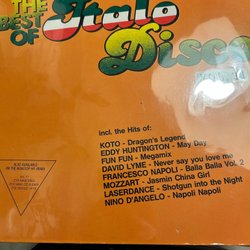 THE
BEST
OF
Italo
Disco
incl. the Hits of:
KOTO - Dragon's Legend
EDDY HUNTINGTON - May Day
FUN FUN - Megamix
DAVID LYME - Never say you love me
FRANCESCO NAPOLI - Balla Balla Vol. 2
MOZZART - Jasmin China Girl
LASERDANCE - Shotgun into the Night
NINO D'ANGELO - Napoli Napoli